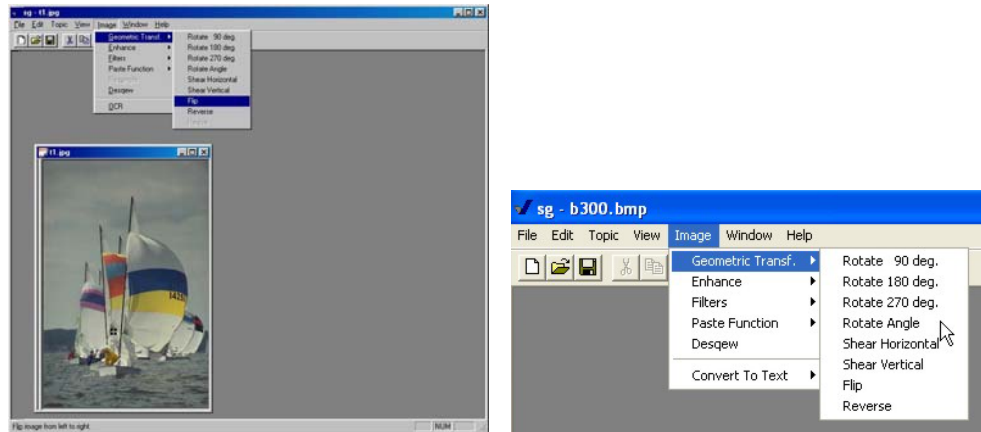 sg - t1.jpg
File Edit Topic View Image Window Help
Geometric Transf.
Enhance
Filters
Paste Function
Desqew
OCR
Rotate 90 deg.
Rotate 180 deg.
Rotate 270 deg.
Rotate Angle
Shear Horizontal
Shear Vertical
Flip
Reverse
t1.jpg
Flip image from left to right.
NUM
sg - b300.bmp
File Edit Topic View Image Window Help
Geometric Transf.
Enhance
Filters
Paste Function
Desqew
Convert To Text
Rotate 90 deg.
Rotate 180 deg.
Rotate 270 deg.
Rotate Angle
Shear Horizontal
Shear Vertical
Flip
Reverse